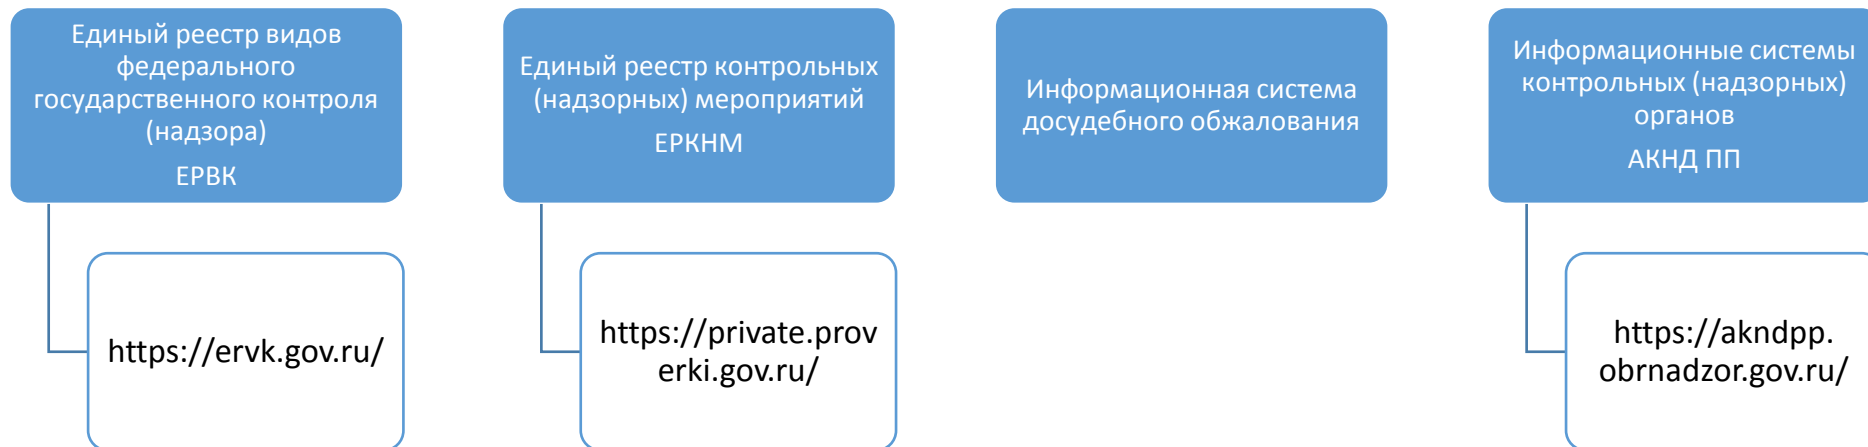 Единый реестр видов
федерального
государственного контроля
(надзора)
ЕРВК
https://ervk.gov.ru/
Единый реестр контрольных
(надзорных) мероприятий
ЕРКНМ
https://private.prov
erki.gov.ru/
Информационная система
досудебного обжалования
Информационные системы
контрольных (надзорных)
органов
АКНД ПП
https://akndpp.
obrnadzor.gov.ru/